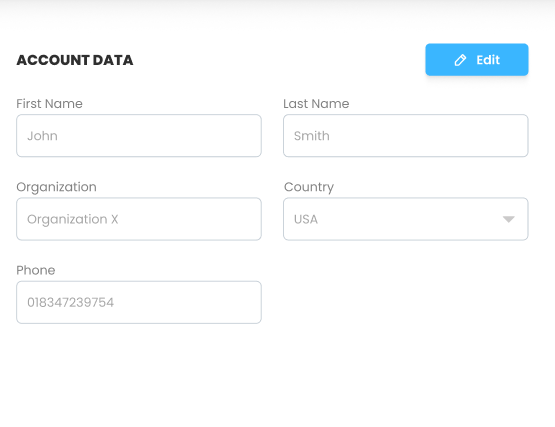 ACCOUNT DATA
Edit
First Name
Last Name
John
Smith
Organization
Country
Organization X
USA
Phone
018347239754